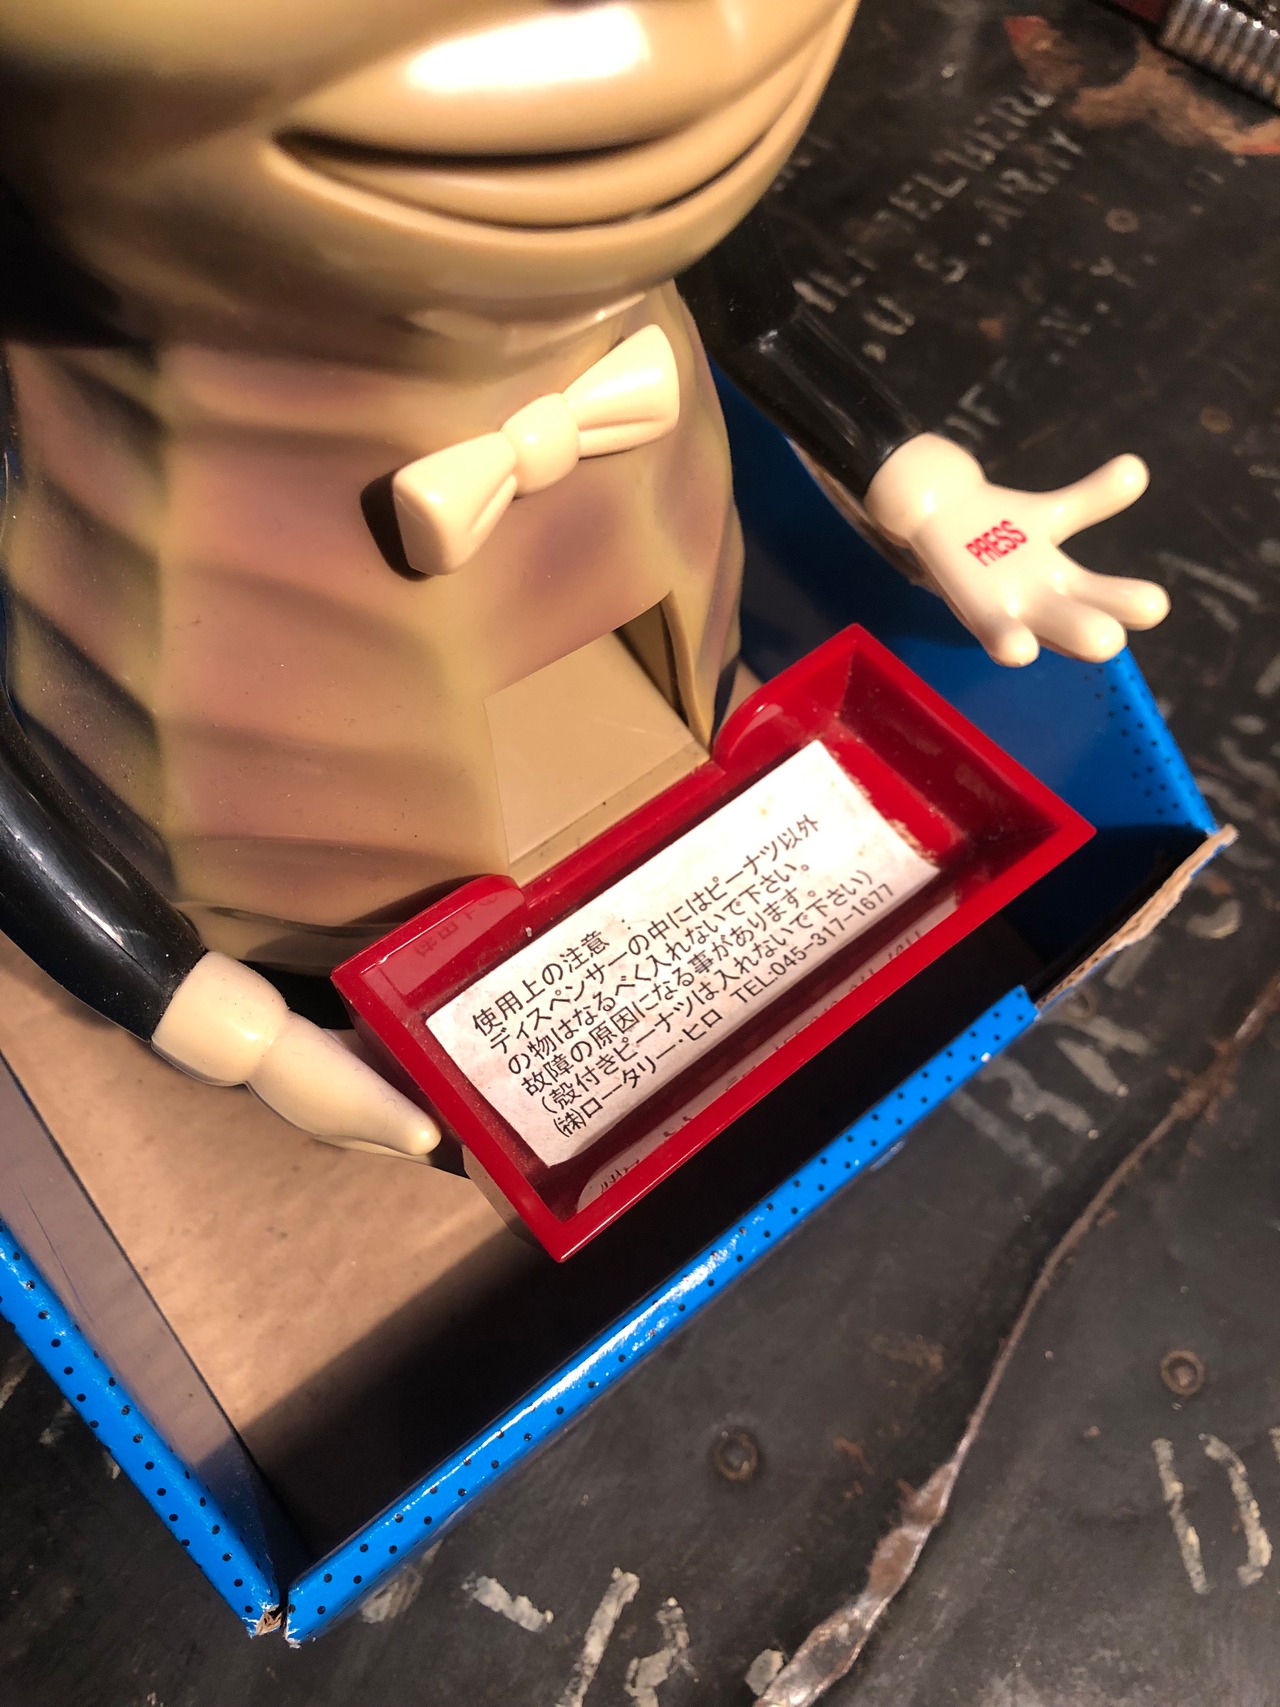 PRESS
使用上の注意：
ディスペンサーの中にはピーナツ以外
の物はなるべく入れないで下さい。
故障の原因になる事があります。
（殻付きピーナツは入れないで下さい）
㈱ロータリー・ヒロ TEL:045-317-1677
U.S. ARMY
N.Y.